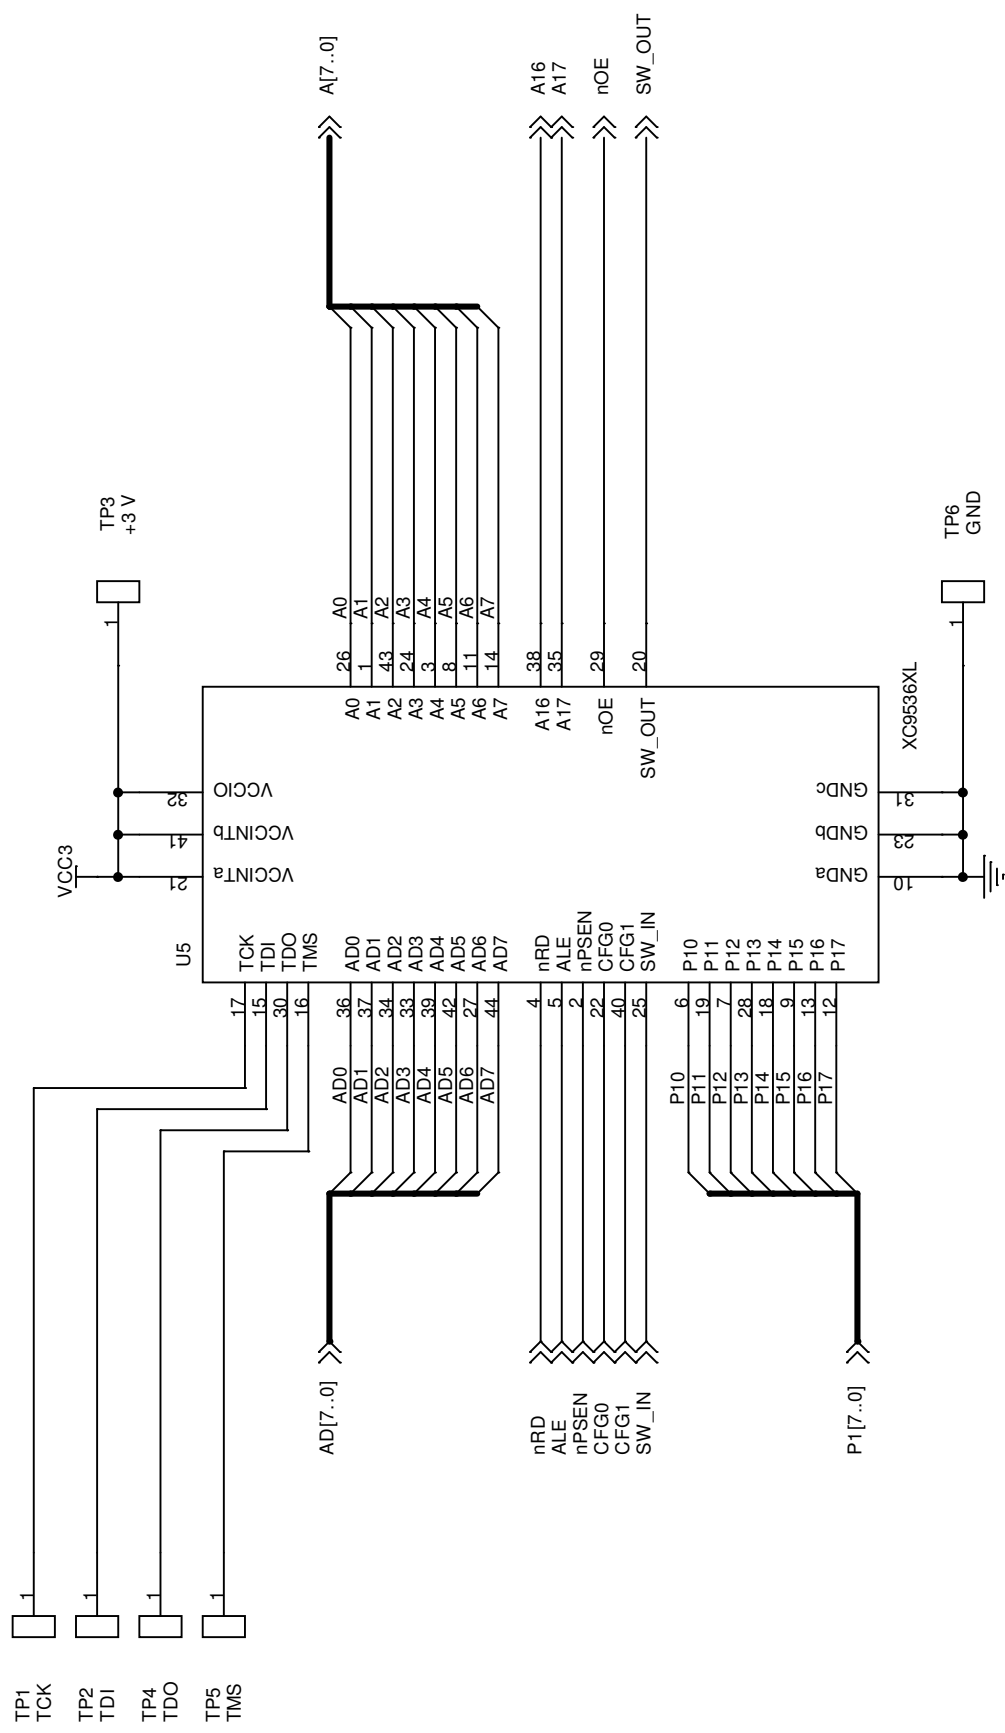 TP1
TCK
1
TP2
TDI
1
TP4
TDO
1
TP5
TMS
1
VCC3
TP3
+3 V
1
U5
21
41
32
VCCINTa
VCCINTb
VCCIO
17 TCK
15 TDI
30 TDO
16 TMS
AD[7..0]
AD0 36 AD0
AD1 37 AD1
AD2 34 AD2
AD3 33 AD3
AD4 39 AD4
AD5 42 AD5
AD6 27 AD6
AD7 44 AD7
nRD 4 nRD
ALE 5 ALE
nPSEN 2 nPSEN
CFG0 22 CFG0
CFG1 40 CFG1
SW_IN 25 SW_IN
P1[7..0]
P10 6 P10
P11 19 P11
P12 7 P12
P13 28 P13
P14 18 P14
P15 9 P15
P16 13 P16
P17 12 P17
A0 26 A0
A1 1 A1
A2 43 A2
A3 24 A3
A4 3 A4
A5 8 A5
A6 11 A6
A7 14 A7
A[7..0]
A16 38 A16
A17 35 A17
nOE 29 nOE
SW_OUT 20 SW_OUT
GNDa
GNDb
GNDc
10
23
31
XC9536XL
1
TP6
GND